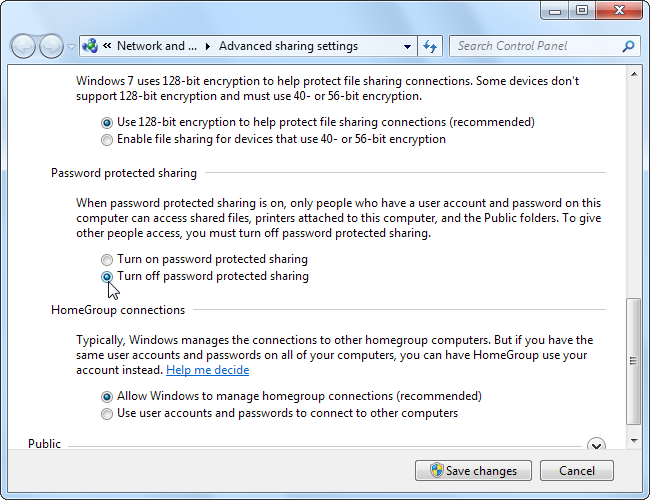 « Network and ... ▸ Advanced sharing settings
Search Control Panel
Windows 7 uses 128-bit encryption to help protect file sharing connections. Some devices don't
support 128-bit encryption and must use 40- or 56-bit encryption.
Use 128-bit encryption to help protect file sharing connections (recommended)
Enable file sharing for devices that use 40- or 56-bit encryption
Password protected sharing
When password protected sharing is on, only people who have a user account and password on this
computer can access shared files, printers attached to this computer, and the Public folders. To give
other people access, you must turn off password protected sharing.
Turn on password protected sharing
Turn off password protected sharing
HomeGroup connections
Typically, Windows manages the connections to other homegroup computers. But if you have the
same user accounts and passwords on all of your computers, you can have HomeGroup use your
account instead. Help me decide
Allow Windows to manage homegroup connections (recommended)
Use user accounts and passwords to connect to other computers
Public
Save changes
Cancel